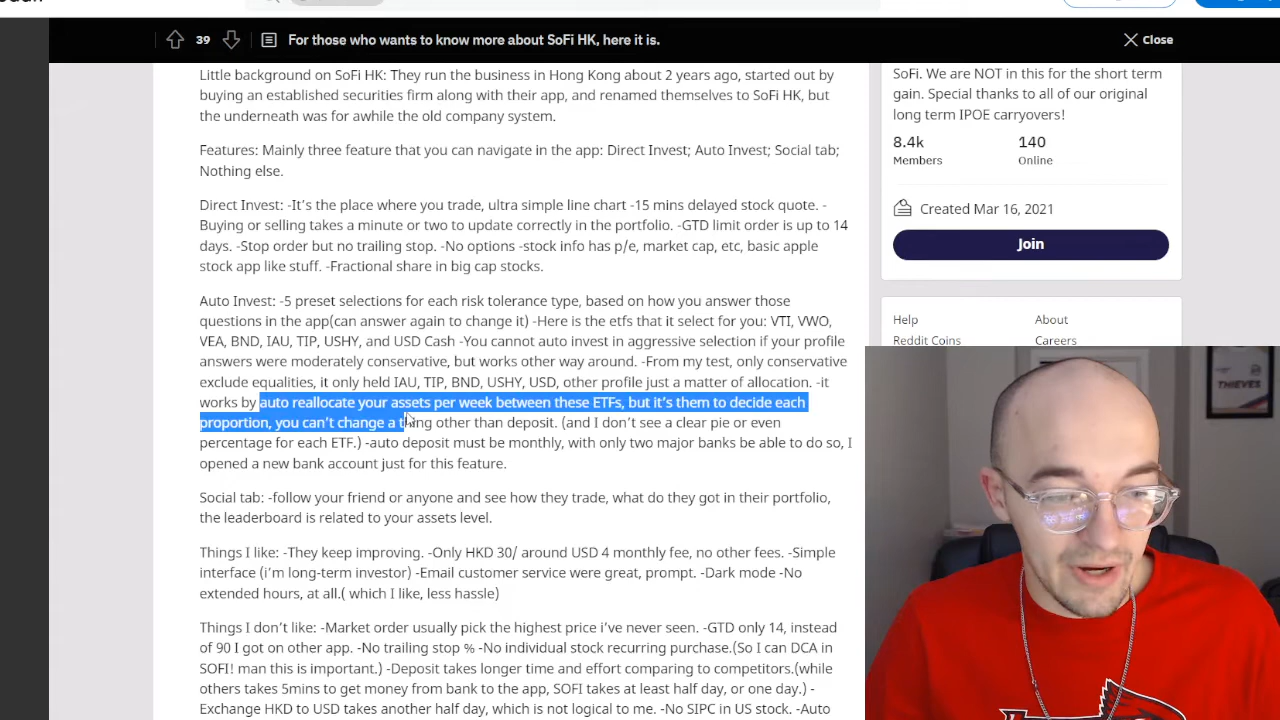 39
For those who wants to know more about SoFi HK, here it is.
Close
Little background on SoFi HK: They run the business in Hong Kong about 2 years ago, started out by
buying an established securities firm along with their app, and renamed themselves to SoFi HK, but
the underneath was for awhile the old company system.
Features: Mainly three feature that you can navigate in the app: Direct Invest; Auto Invest; Social tab;
Nothing else.
Direct Invest: -It's the place where you trade, ultra simple line chart -15 mins delayed stock quote. -
Buying or selling takes a minute or two to update correctly in the portfolio. -GTD limit order is up to 14
days. -Stop order but no trailing stop. -No options -stock info has p/e, market cap, etc, basic apple
stock app like stuff. -Fractional share in big cap stocks.
Auto Invest: -5 preset selections for each risk tolerance type, based on how you answer those
questions in the app(can answer again to change it) -Here is the etfs that it select for you: VTI, VWO,
VEA, BND, IAU, TIP, USHY, and USD Cash -You cannot auto invest in aggressive selection if your profile
answers were moderately conservative, but works other way around. -From my test, only conservative
exclude equalities, it only held IAU, TIP, BND, USHY, USD, other profile just a matter of allocation. -it
works by auto reallocate your assets per week between these ETFs, but it's them to decide each
proportion, you can't change a thing other than deposit. (and I don't see a clear pie or even
percentage for each ETF.) -auto deposit must be monthly, with only two major banks be able to do so, I
opened a new bank account just for this feature.
Social tab: -follow your friend or anyone and see how they trade, what do they got in their portfolio,
the leaderboard is related to your assets level.
Things I like: -They keep improving. -Only HKD 30/ around USD 4 monthly fee, no other fees. -Simple
interface (i'm long-term investor) -Email customer service were great, prompt. -Dark mode -No
extended hours, at all.( which I like, less hassle)
Things I don't like: -Market order usually pick the highest price i've never seen. -GTD only 14, instead
of 90 I got on other app. -No trailing stop % -No individual stock recurring purchase.(So I can DCA in
SOFI! man this is important.) -Deposit takes longer time and effort comparing to competitors.(while
others takes 5mins to get money from bank to the app, SOFI takes at least half day, or one day.) -
Exchange HKD to USD takes another half day, which is not logical to me. -No SIPC in US stock. -Auto
SoFi. We are NOT in this for the short term
gain. Special thanks to all of our original
long term IPOE carryovers!
8.4k 140
Members Online
Created Mar 16, 2021
Join
Help About
Reddit Coins Careers
THIEVES